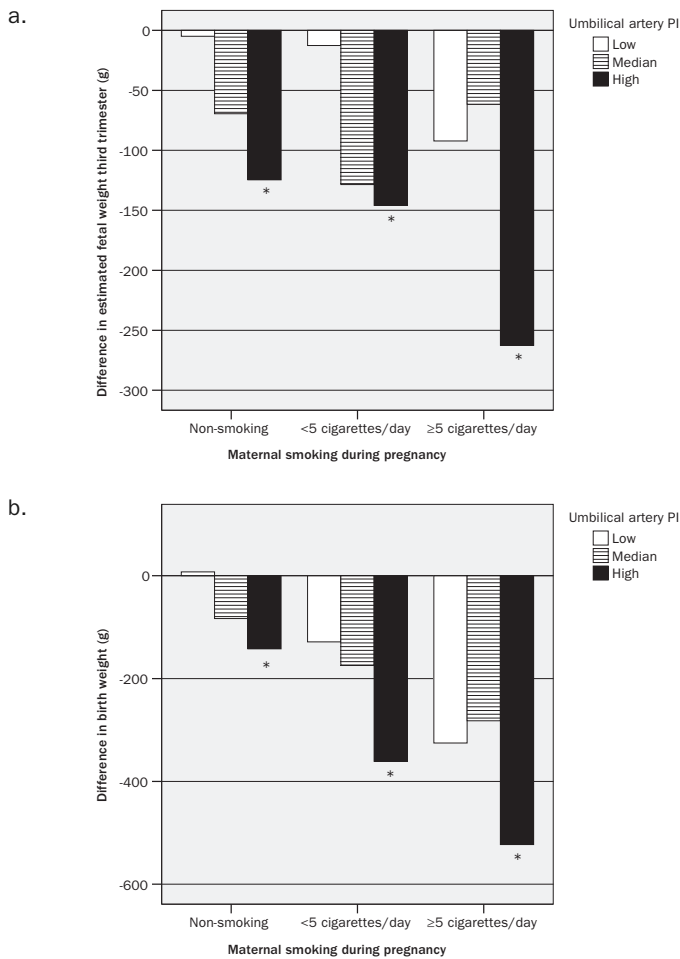 a.
Umbilical artery PI
Low
Median
High
Difference in estimated fetal weight third trimester (g)
0
-50
-100
-150
-200
-250
-300
*
*
*
Non-smoking
<5 cigarettes/day
≥5 cigarettes/day
Maternal smoking during pregnancy
b.
Umbilical artery PI
Low
Median
High
Difference in birth weight (g)
0
-200
-400
-600
*
*
*
Non-smoking
<5 cigarettes/day
≥5 cigarettes/day
Maternal smoking during pregnancy